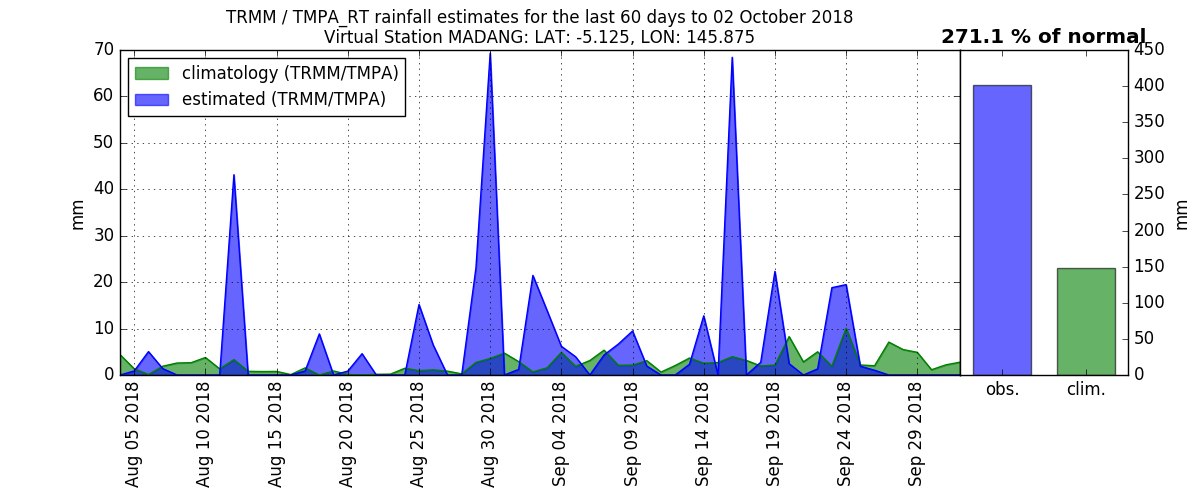 TRMM / TMPA_RT rainfall estimates for the last 60 days to 02 October 2018
Virtual Station MADANG: LAT: -5.125, LON: 145.875
271.1 % of normal
climatology (TRMM/TMPA)
estimated (TRMM/TMPA)
mm
70
60
50
40
30
20
10
0
Aug 05 2018
Aug 10 2018
Aug 15 2018
Aug 20 2018
Aug 25 2018
Aug 30 2018
Sep 04 2018
Sep 09 2018
Sep 14 2018
Sep 19 2018
Sep 24 2018
Sep 29 2018
450
400
350
300
250
200
150
100
50
0
mm
obs.
clim.